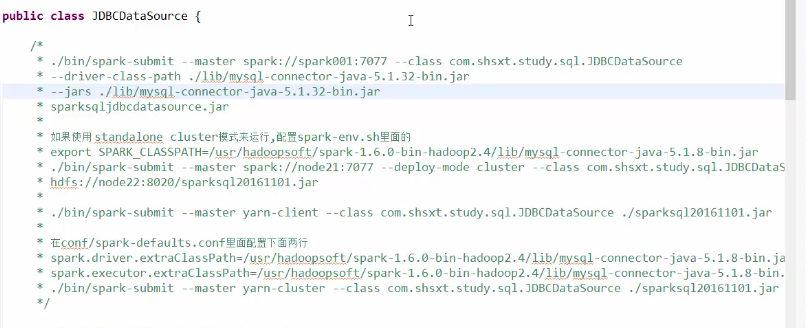 public class JDBCDataSource {
/*
* ./bin/spark-submit --master spark://spark001:7077 --class com.shsxt.study.sql.JDBCDataSource
* --driver-class-path ./lib/mysql-connector-java-5.1.32-bin.jar
* --jars ./lib/mysql-connector-java-5.1.32-bin.jar
* sparksqljdbcdatasource.jar
*
* 如果使用 standalone cluster模式来运行,配置spark-env.sh里面的
* export SPARK_CLASSPATH=/usr/hadoopsoft/spark-1.6.0-bin-hadoop2.4/lib/mysql-connector-java-5.1.8-bin.jar
* ./bin/spark-submit --master spark://node21:7077 --deploy-mode cluster --class com.shsxt.study.sql.JDBCDataS
* hdfs://node22:8020/sparksql20161101.jar
*
* ./bin/spark-submit --master yarn-client --class com.shsxt.study.sql.JDBCDataSource ./sparksql20161101.jar
*
* 在conf/spark-defaults.conf里面配置下面两行
* spark.driver.extraClassPath=/usr/hadoopsoft/spark-1.6.0-bin-hadoop2.4/lib/mysql-connector-java-5.1.8-bin.ja
* spark.executor.extraClassPath=/usr/hadoopsoft/spark-1.6.0-bin-hadoop2.4/lib/mysql-connector-java-5.1.8-bin.
* ./bin/spark-submit --master yarn-cluster --class com.shsxt.study.sql.JDBCDataSource ./sparksql20161101.jar
*/